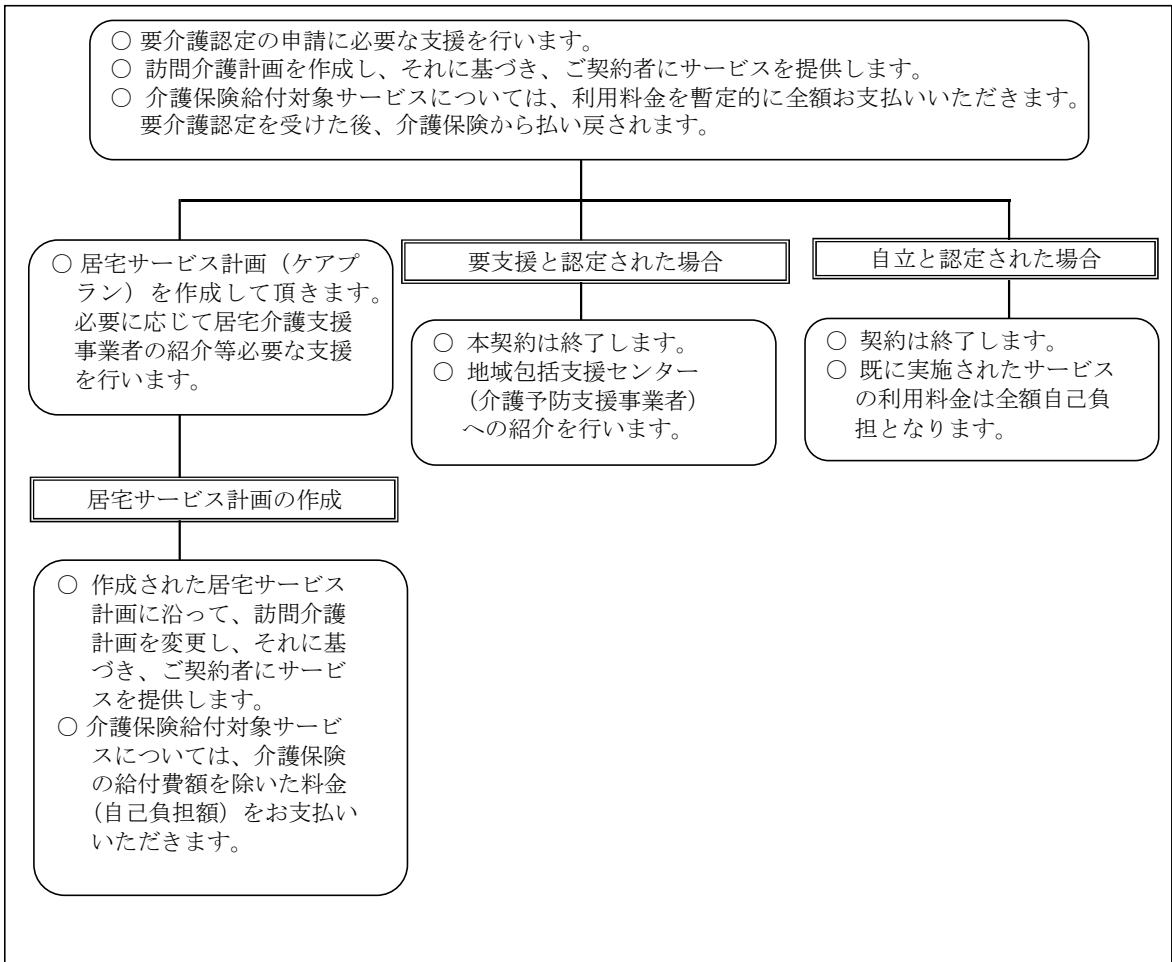 ○ 要介護認定の申請に必要な支援を行います。
○ 訪問介護計画を作成し、それに基づき、ご契約者にサービスを提供します。
○ 介護保険給付対象サービスについては、利用料金を暫定的に全額お支払いいただきます。
要介護認定を受けた後、介護保険から払い戻されます。
○ 居宅サービス計画（ケアプ
ラン）を作成して頂きます。
必要に応じて居宅介護支援
事業者の紹介等必要な支援
を行います。
居宅サービス計画の作成
○ 作成された居宅サービス
計画に沿って、訪問介護
計画を変更し、それに基
づき、ご契約者にサービ
スを提供します。
○ 介護保険給付対象サービ
スについては、介護保険
の給付費額を除いた料金
（自己負担額）をお支払い
いただきます。
要支援と認定された場合
○ 本契約は終了します。
○ 地域包括支援センター
（介護予防支援事業者）
への紹介を行います。
自立と認定された場合
○ 契約は終了します。
○ 既に実施されたサービス
の利用料金は全額自己負
担となります。